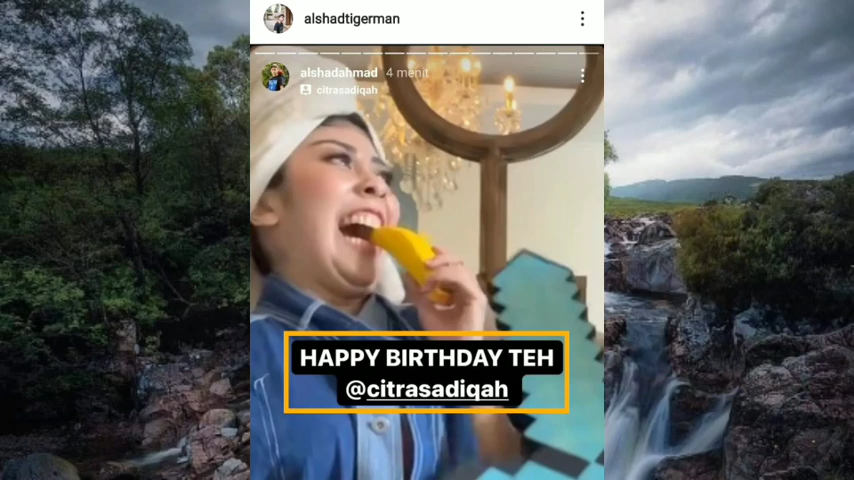 alshadtigerman
alshadahmad 4 menit
citrasadiqah
HAPPY BIRTHDAY TEH
@citrasadiqah